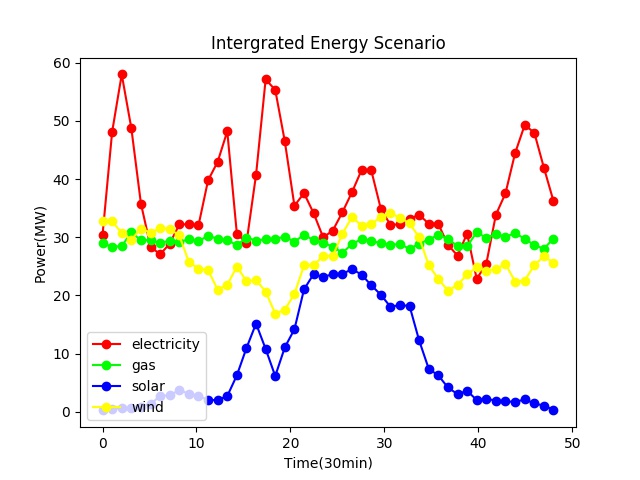 Intergrated Energy Scenario
Power(MW)
60
50
40
30
20
10
0
electricity
gas
solar
wind
0 10 20 30 40 50
Time(30min)